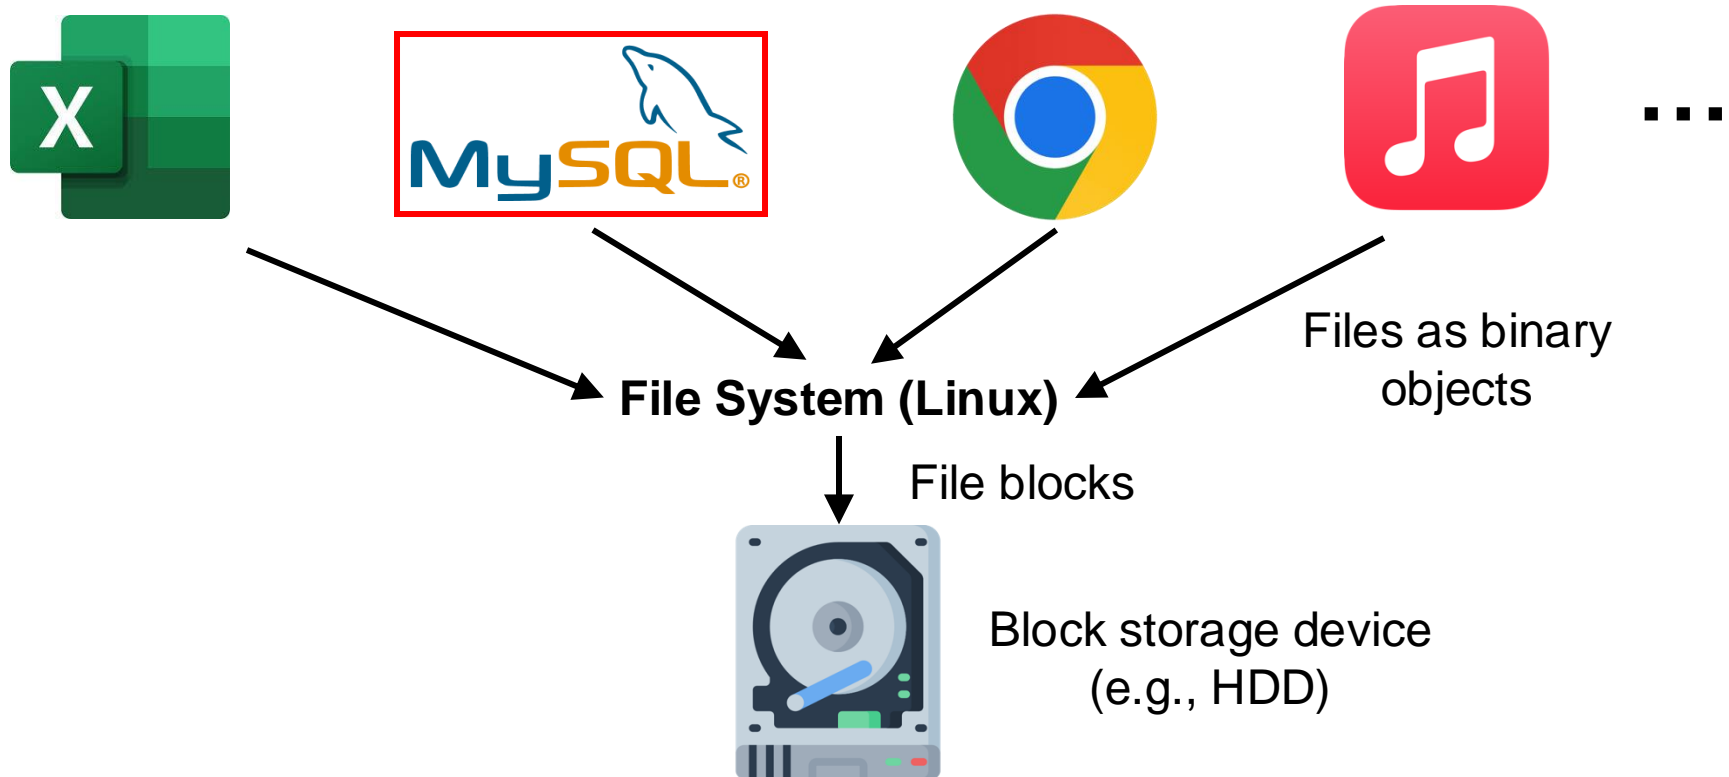 X
MySQL®
...
Files as binary
objects
File System (Linux)
File blocks
Block storage device
(e.g., HDD)